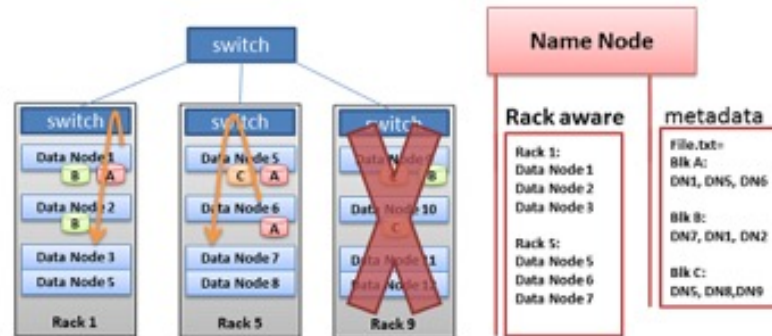 switch
Name Node
switch
switch
switch
Data Node 1
B
A
Data Node 2
B
Data Node 3
Data Node 5
Rack 1
Data Node 5
C
A
Data Node 6
A
Data Node 7
Data Node 8
Rack 5
B
10
C
Rack 9
Rack aware
Rack 1:
Data Node 1
Data Node 2
Data Node 3
Rack 5:
Data Node 5
Data Node 6
Data Node 7
metadata
File.txt=
Blk A:
DN1, DN5, DN6
Blk B:
DN7, DN1, DN2
Blk C:
DN5, DN8,DN9